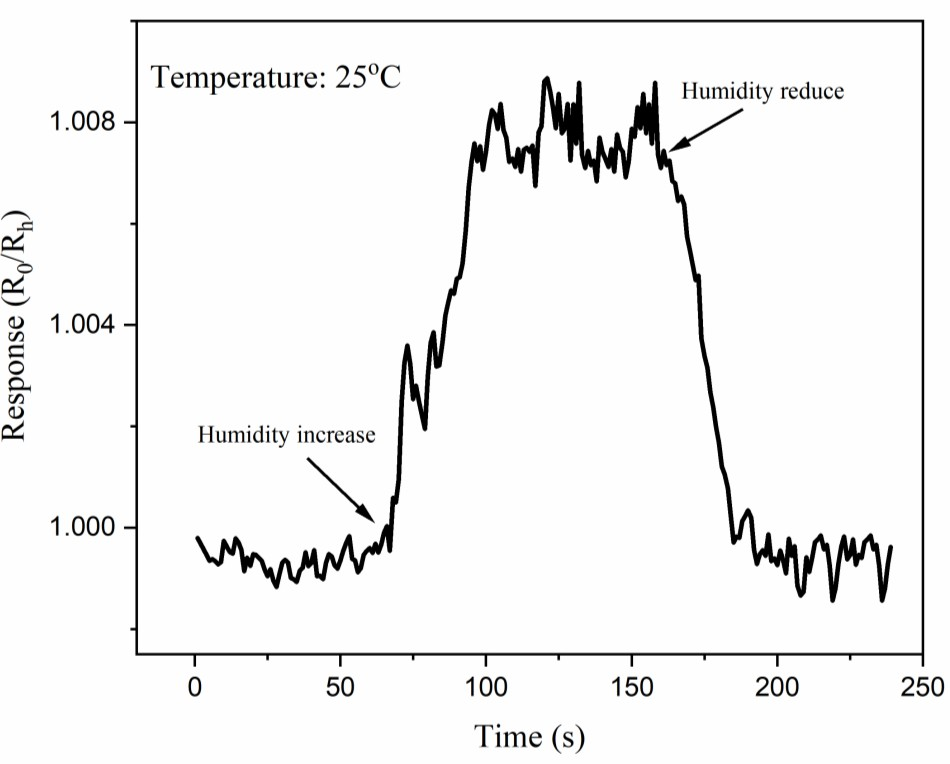 Temperature: 25°C
Humidity reduce
Humidity increase
Response (R0/Rh)
1.008
1.004
1.000
0
50
100
150
200
250
Time (s)